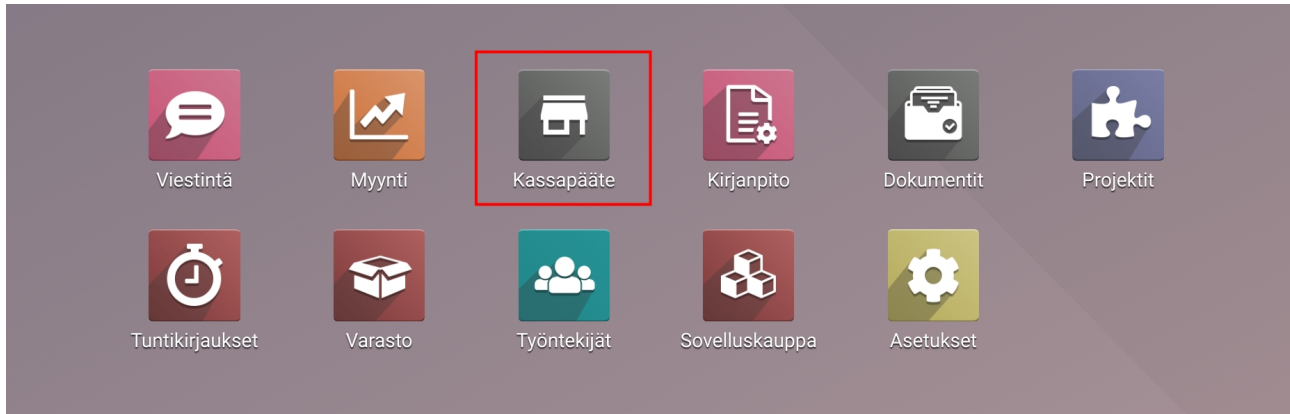 Viestintä
Myynti
Kassapääte
Kirjanpito
Dokumentit
Projektit
Tuntikirjaukset
Varasto
Työntekijät
Sovelluskauppa
Asetukset